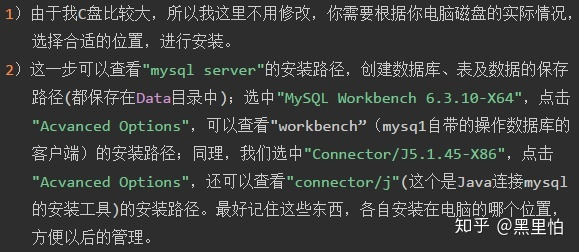 1）由于我C盘比较大，所以我这里不用修改，你需要根据你电脑磁盘的实际情况，
选择合适的位置，进行安装。
2）这一步可以查看"mysql server"的安装路径，创建数据库、表及数据的保存
路径(都保存在Data目录中)；选中"MySQL Workbench 6.3.10-X64"，点击
"Acvanced Options"，可以查看"workbench”（mysq1自带的操作数据库的
客户端）的安装路径；同理，我们选中"Connector/J5.1.45-X86"，点击
"Acvanced Options"，还可以查看"connector/j"(这个是Java连接mysql
的安装工具)的安装路径。最好记住这些东西，各自安装在电脑的哪个位置，
方便以后的管理。
知乎 @黑里怕